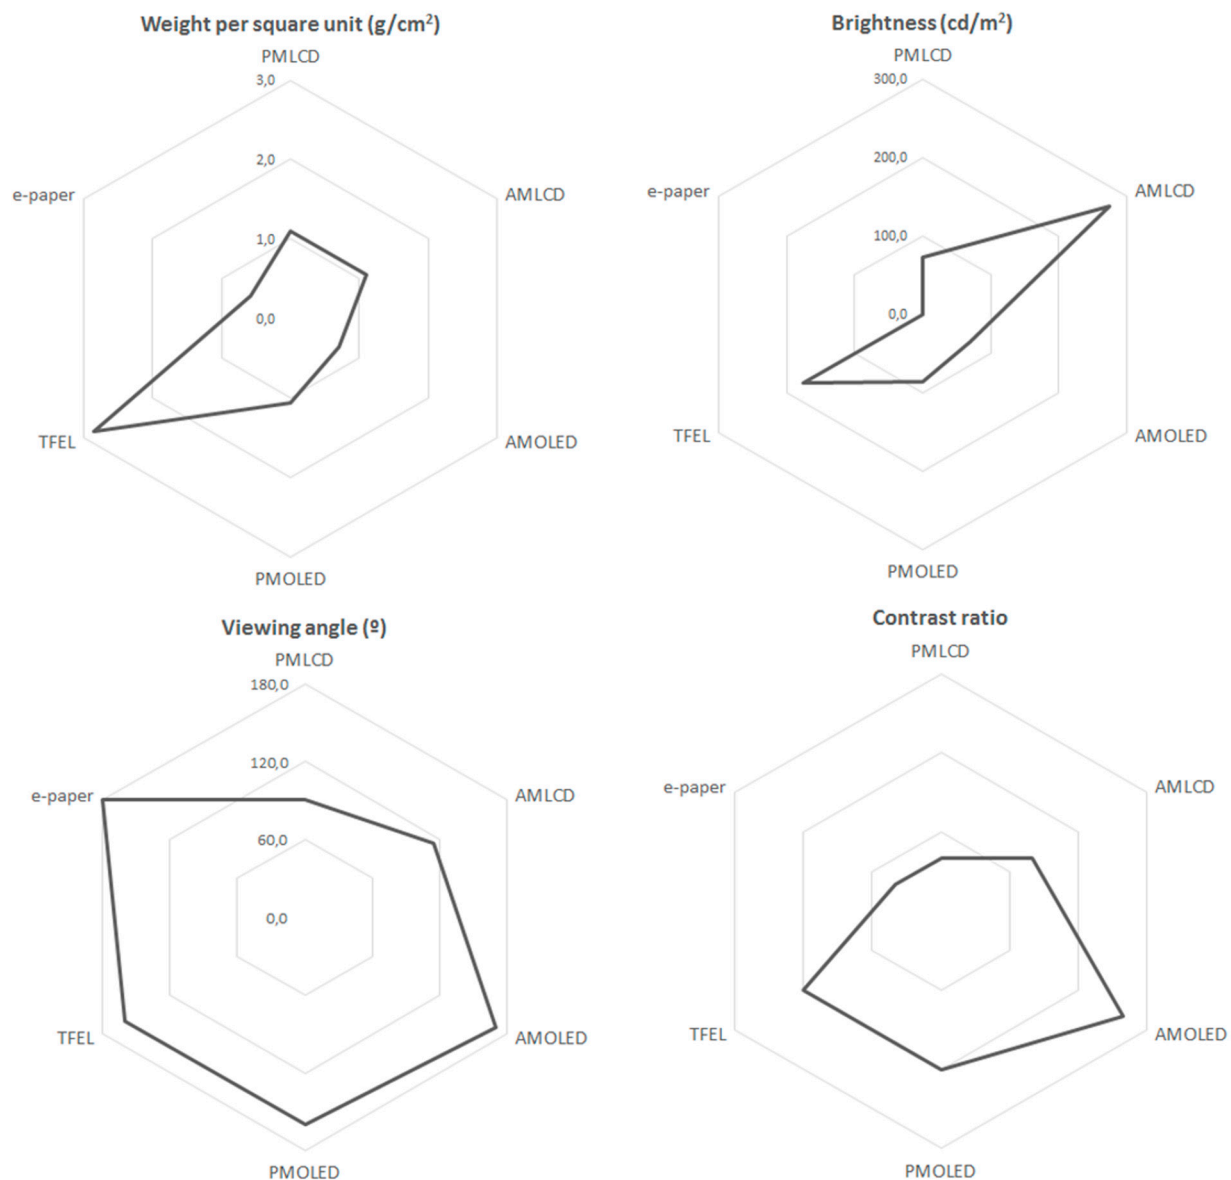 Weight per square unit (g/cm²)
PMLCD
3,0
2,0
1,0
0,0
AMLCD
AMOLED
PMOLED
TFEL
e-paper
Brightness (cd/m²)
PMLCD
300,0
200,0
100,0
0,0
AMLCD
AMOLED
PMOLED
TFEL
e-paper
Viewing angle (º)
PMLCD
180,0
120,0
60,0
0,0
AMLCD
AMOLED
PMOLED
TFEL
e-paper
Contrast ratio
PMLCD
AMLCD
AMOLED
PMOLED
TFEL
e-paper